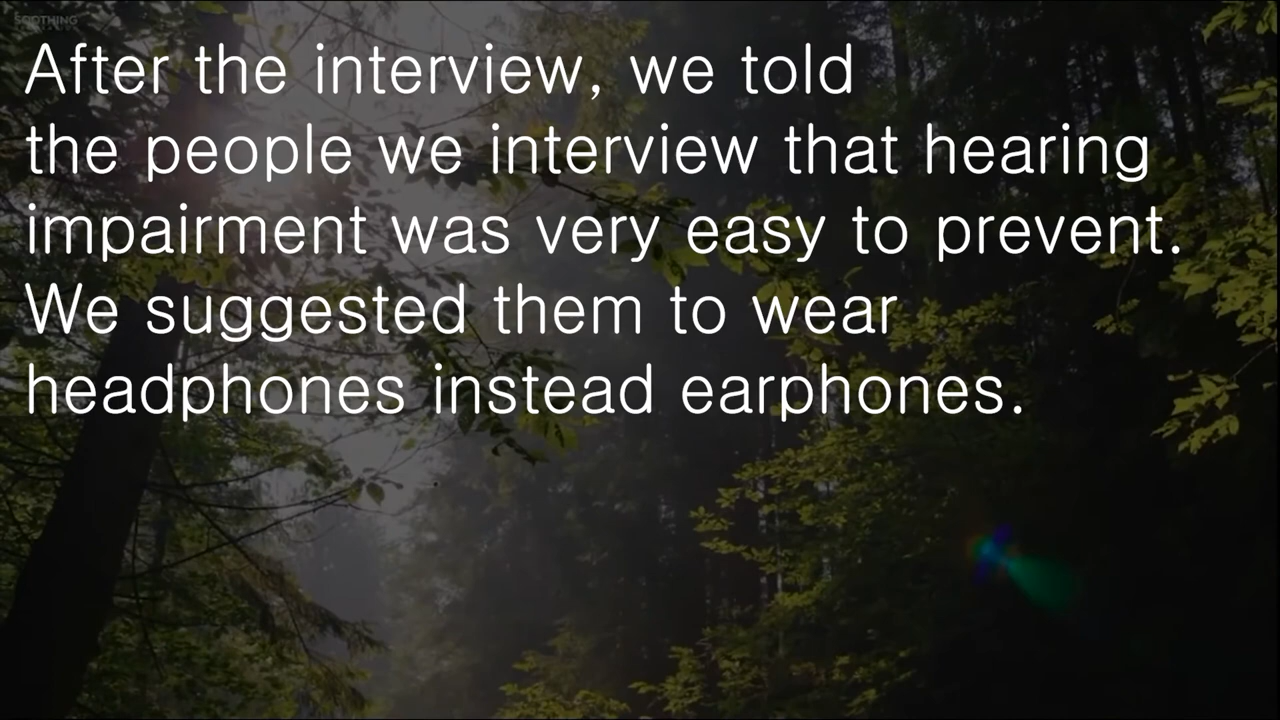 SOOTHING
After the interview, we told
the people we interview that hearing
impairment was very easy to prevent.
We suggested them to wear
headphones instead earphones.